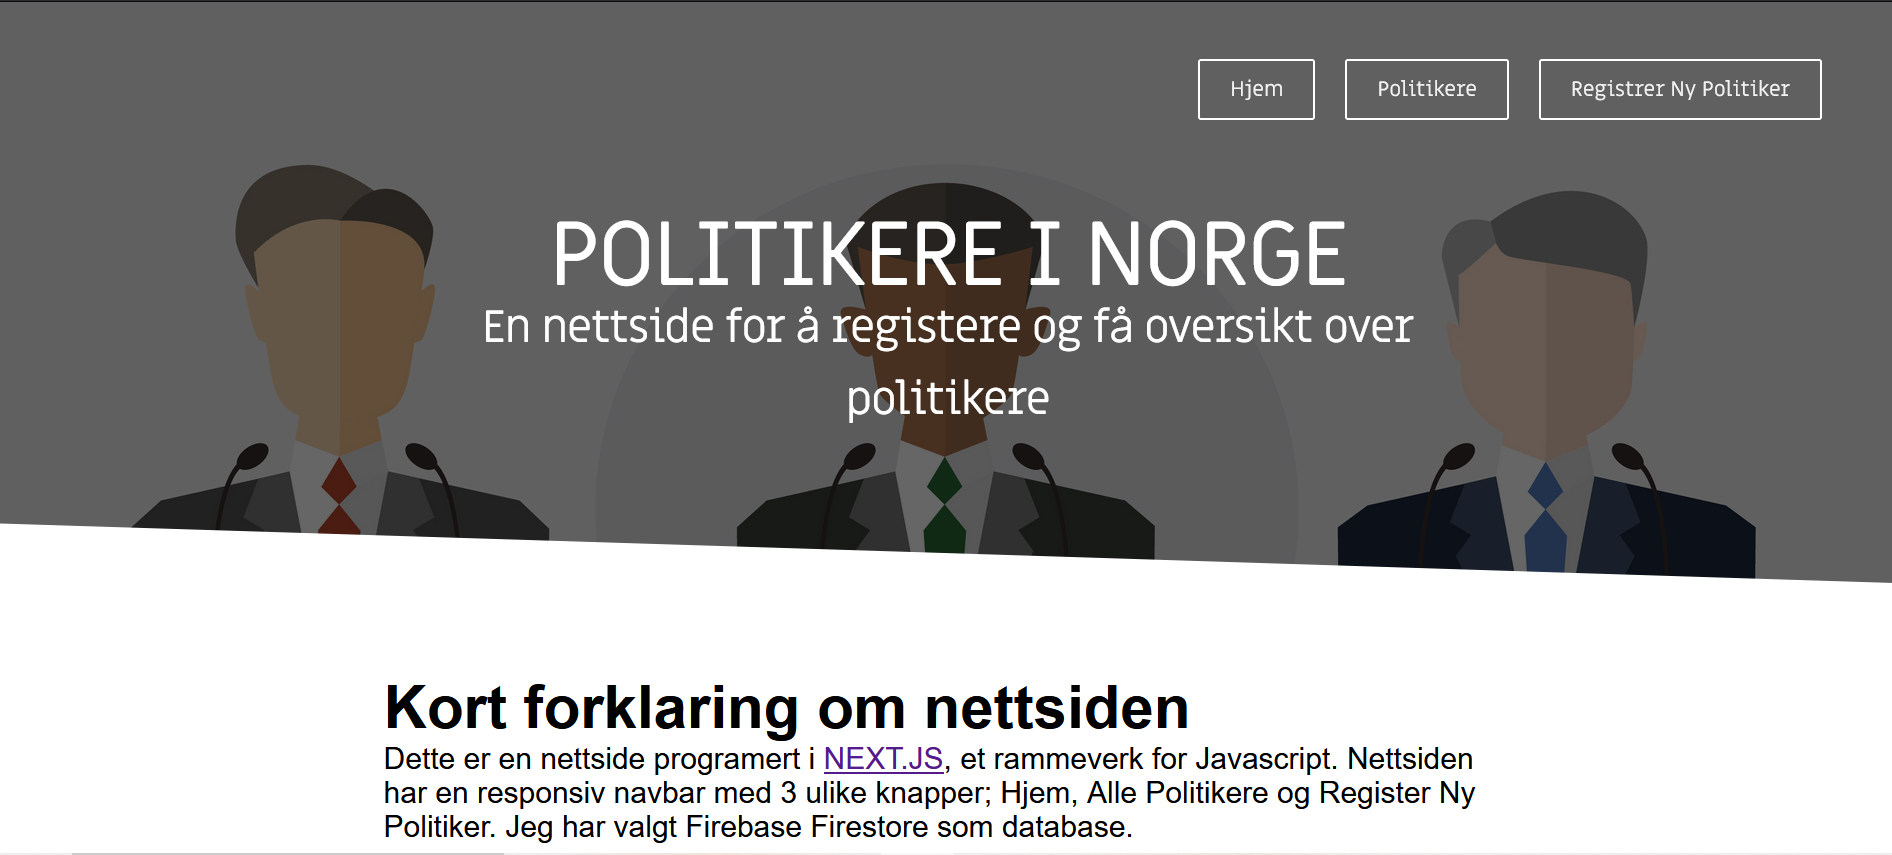 Hjem
Politikere
Registrer Ny Politiker
POLITIKERE I NORGE
En nettside for å registere og få oversikt over
politikere
Kort forklaring om nettsiden
Dette er en nettside programert i NEXT.JS, et rammeverk for Javascript. Nettsiden
har en responsiv navbar med 3 ulike knapper; Hjem, Alle Politikere og Register Ny
Politiker. Jeg har valgt Firebase Firestore som database.